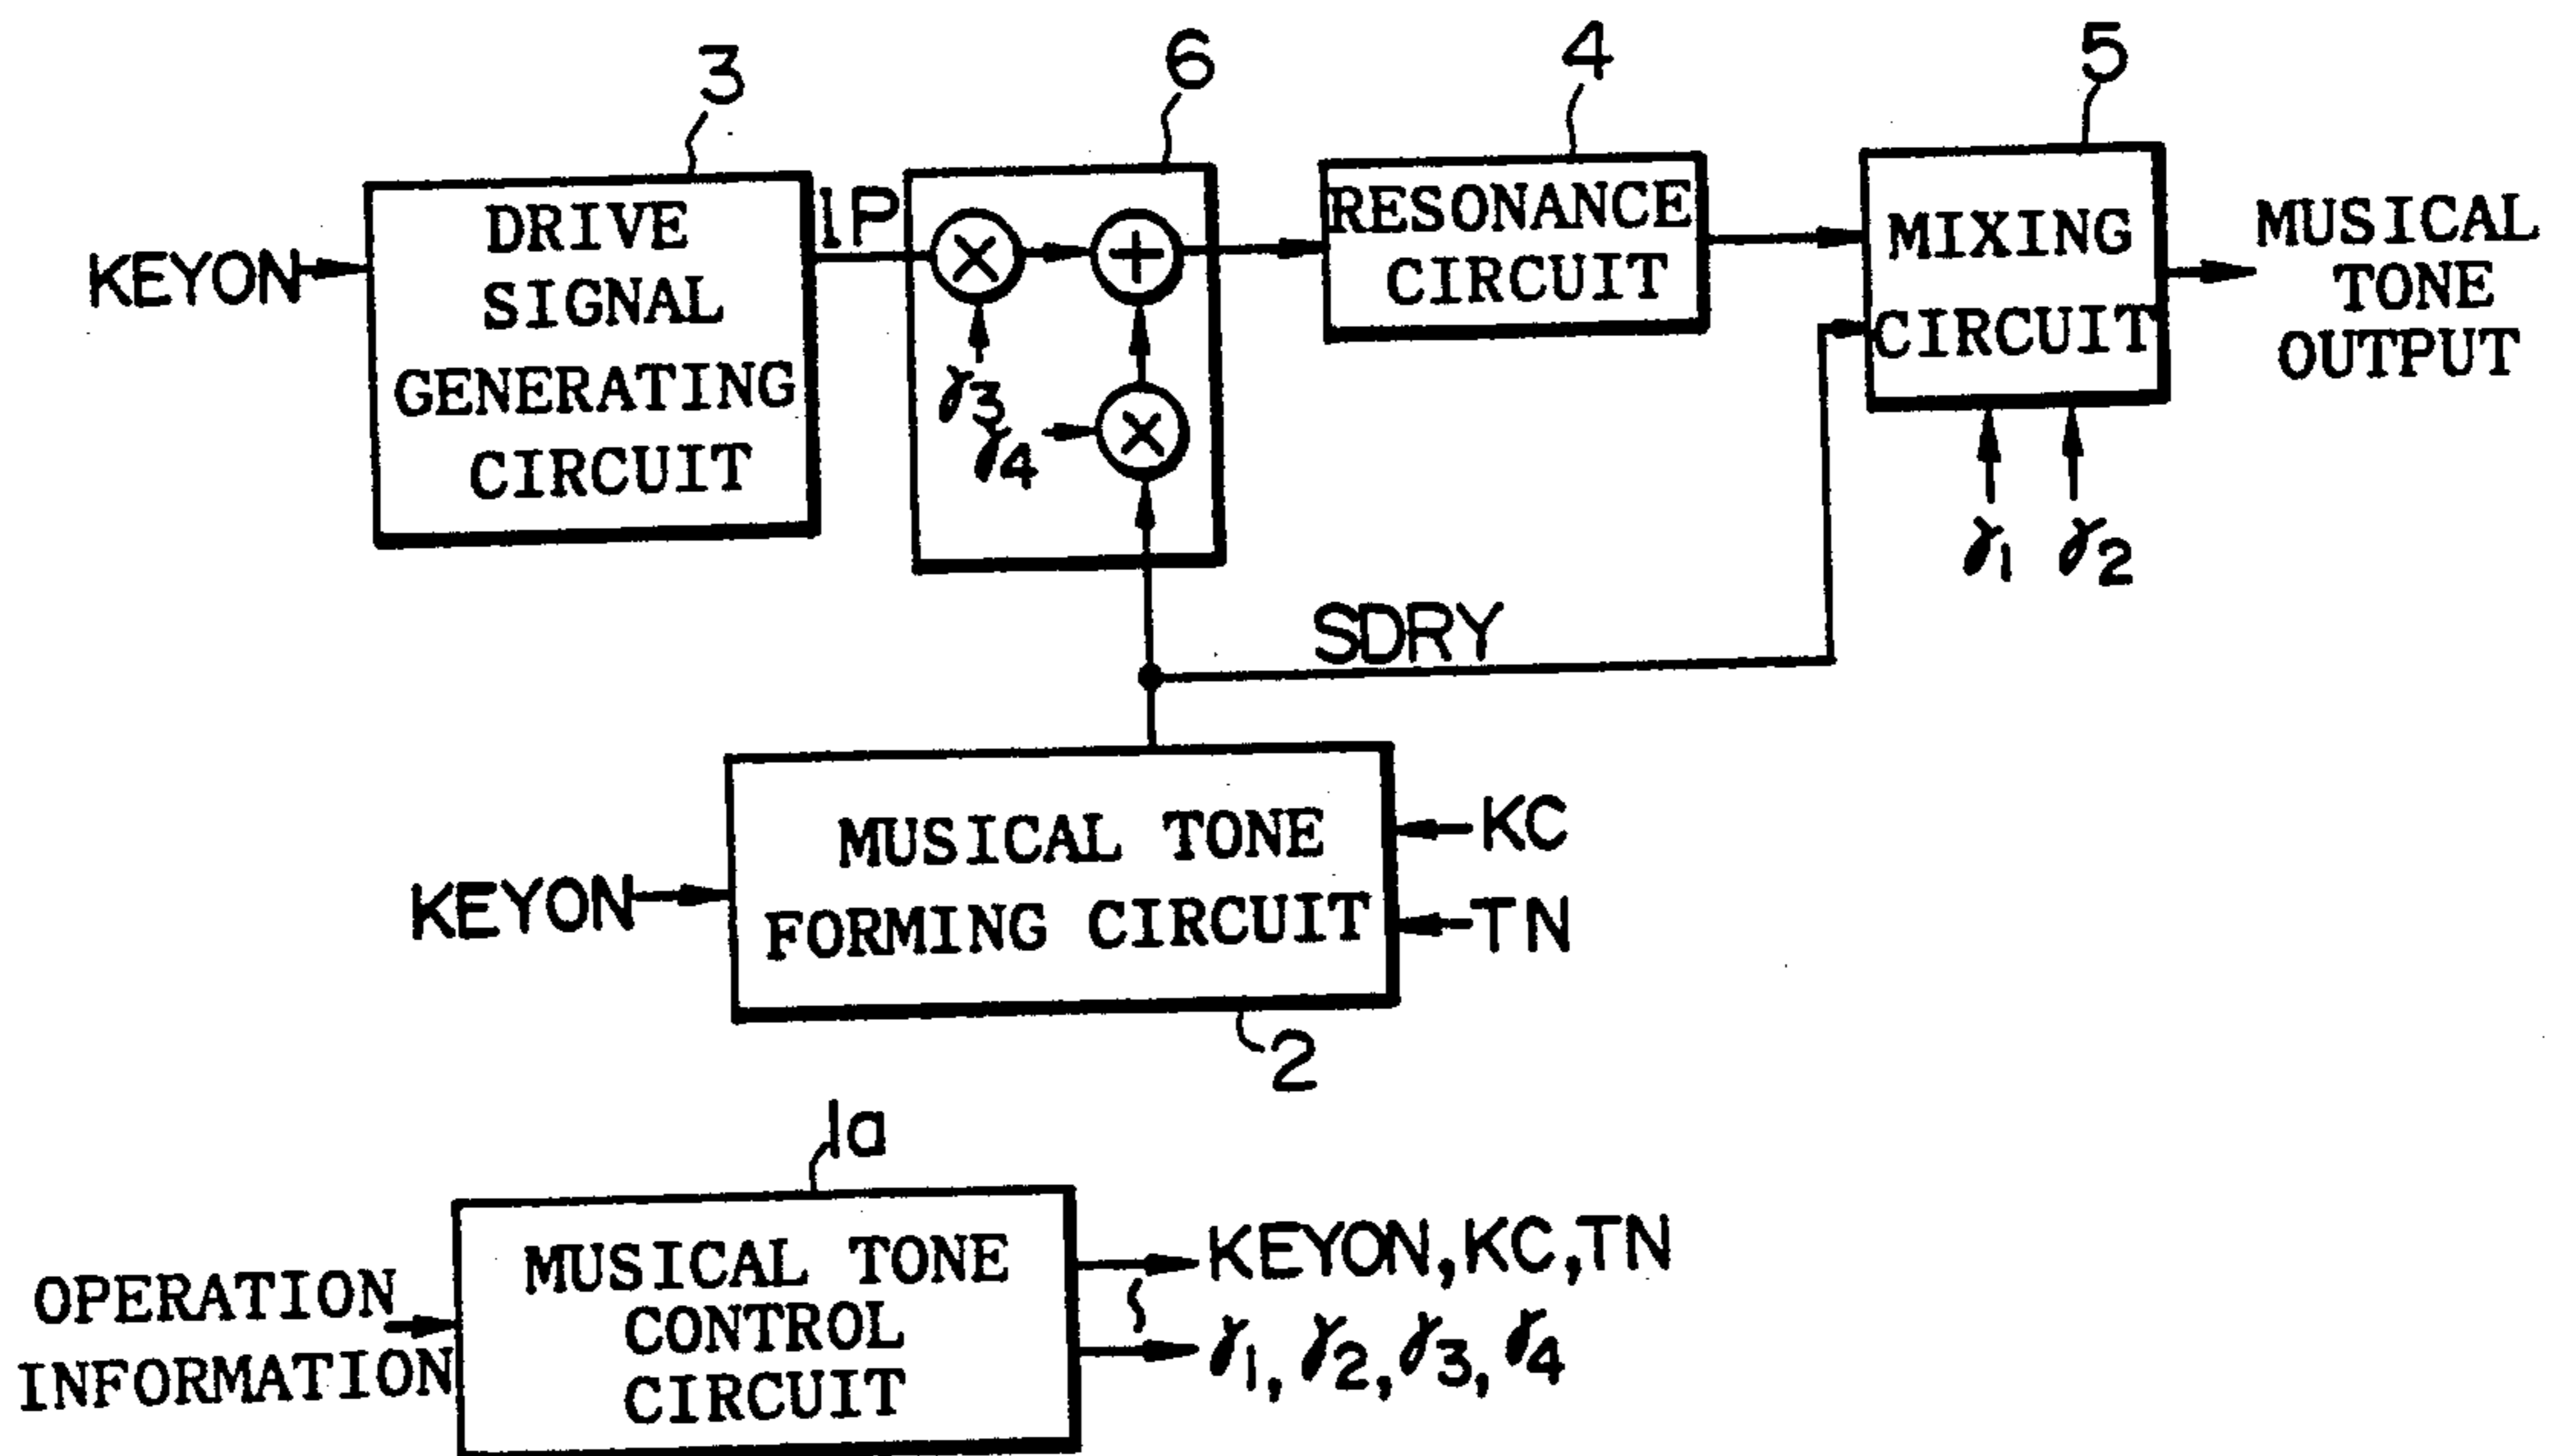 3
6
4
5
KEYON
DRIVE
SIGNAL
GENERATING
CIRCUIT
IP
γ3
γ4
RESONANCE
CIRCUIT
MIXING
CIRCUIT
MUSICAL
TONE
OUTPUT
γ1 γ2
SDRY
KEYON
MUSICAL TONE
FORMING CIRCUIT
KC
TN
2
1a
OPERATION
INFORMATION
MUSICAL TONE
CONTROL
CIRCUIT
KEYON, KC, TN
γ1, γ2, γ3, γ4